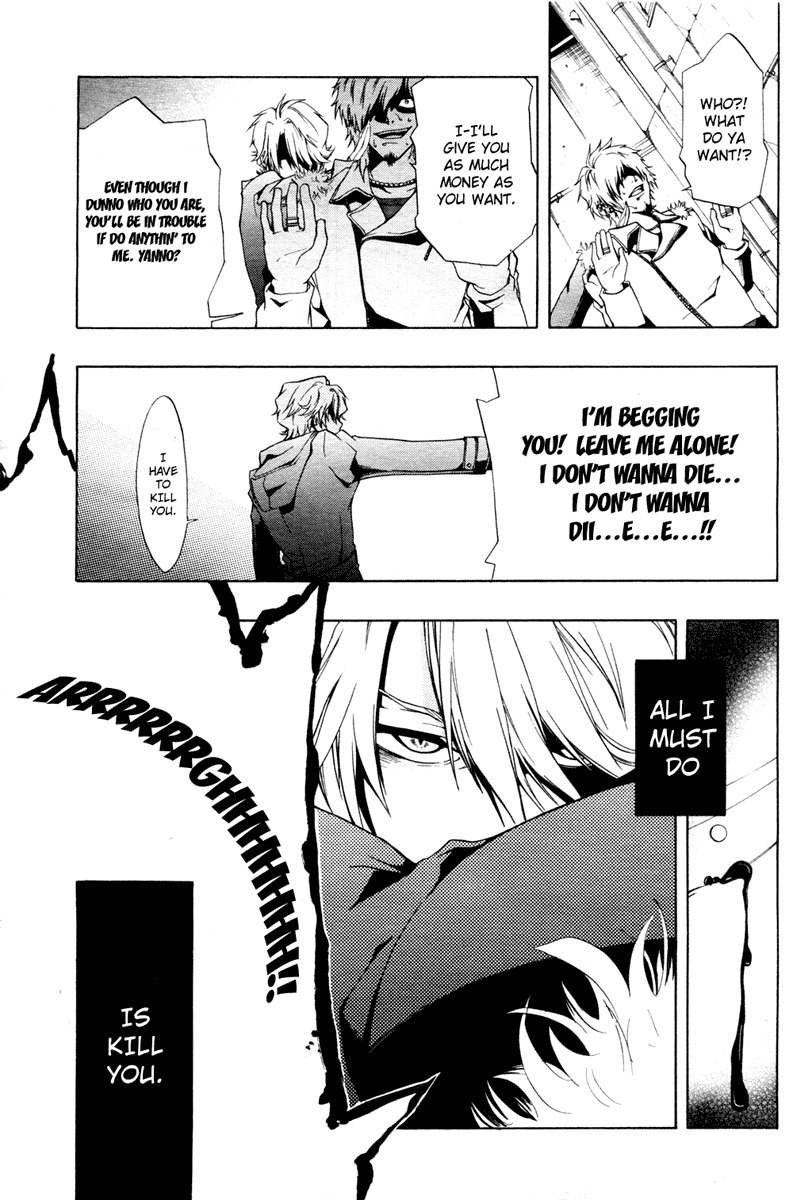 WHO?!
WHAT
DO YA
WANT!?
I-I'LL
GIVE YOU
AS MUCH
MONEY AS
YOU WANT.
EVEN THOUGH I
DUNNO WHO YOU ARE,
YOU'LL BE IN TROUBLE
IF DO ANYTHIN' TO
ME. YANNO?
I'M BEGGING
YOU! LEAVE ME ALONE!
I DON'T WANNA DIE...
I DON'T WANNA
DII...E...E...!!
I
HAVE
TO
KILL
YOU.
ALL I
MUST
DO
ARRRRRRGHHHHHHHH!!
IS
KILL
YOU.